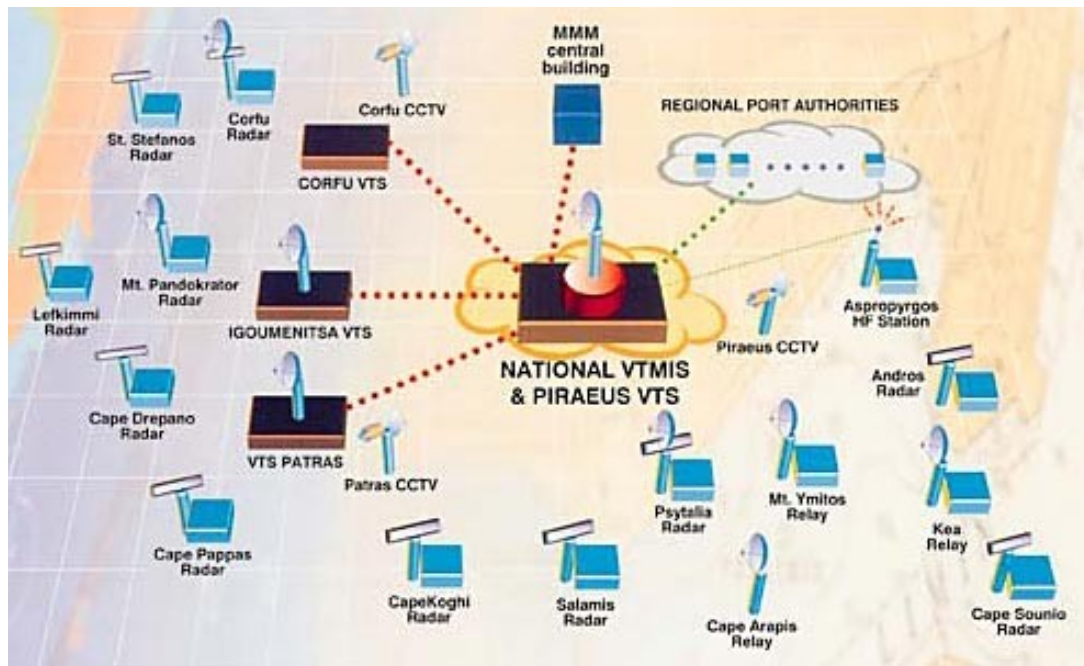 MMM
central
building
REGIONAL PORT AUTHORITIES
St. Stefanos
Radar
Corfu
Radar
Corfu CCTV
CORFU VTS
Mt. Pandokrator
Radar
Lefkimmi
Radar
IGOUMENITSA VTS
NATIONAL VTMIS
& PIRAEUS VTS
Piraeus CCTV
Aspropyrgos
HF Station
Andros
Radar
Cape Drepano
Radar
VTS PATRAS
Patras CCTV
Psytalia
Radar
Mt. Ymitos
Relay
Kea
Relay
Cape Pappas
Radar
CapeKoghi
Radar
Salamis
Radar
Cape Arapis
Relay
Cape Sounio
Radar